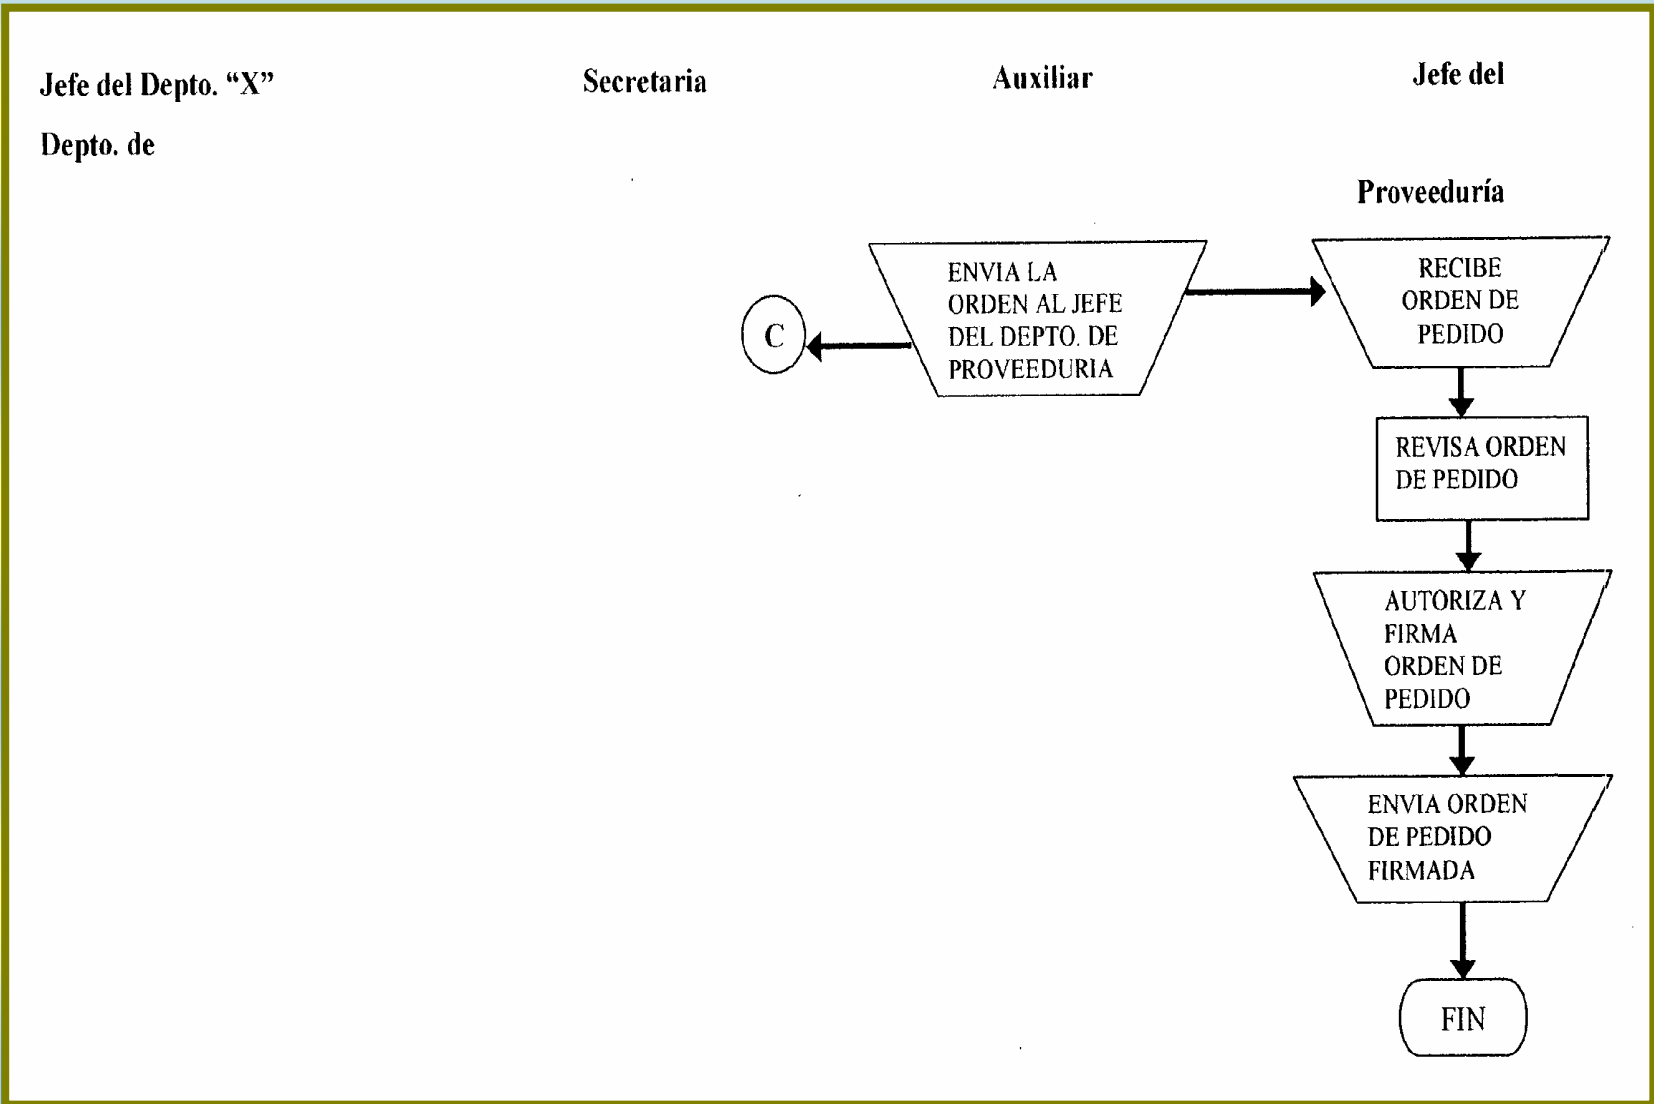 Jefe del Depto. “X” Secretaria Auxiliar Jefe del
Depto. de
Proveeduría
ENVIA LA
ORDEN AL JEFE
DEL DEPTO. DE
PROVEEDURIA
C
RECIBE
ORDEN DE
PEDIDO
REVISA ORDEN
DE PEDIDO
AUTORIZA Y
FIRMA
ORDEN DE
PEDIDO
ENVIA ORDEN
DE PEDIDO
FIRMADA
FIN